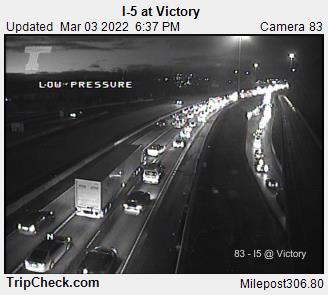 I-5 at Victory
Updated Mar 03 2022 6:37 PM Camera 83
T
LOW PRESSURE
N
83 - I5 @ Victory
TripCheck.com Milepost306.80